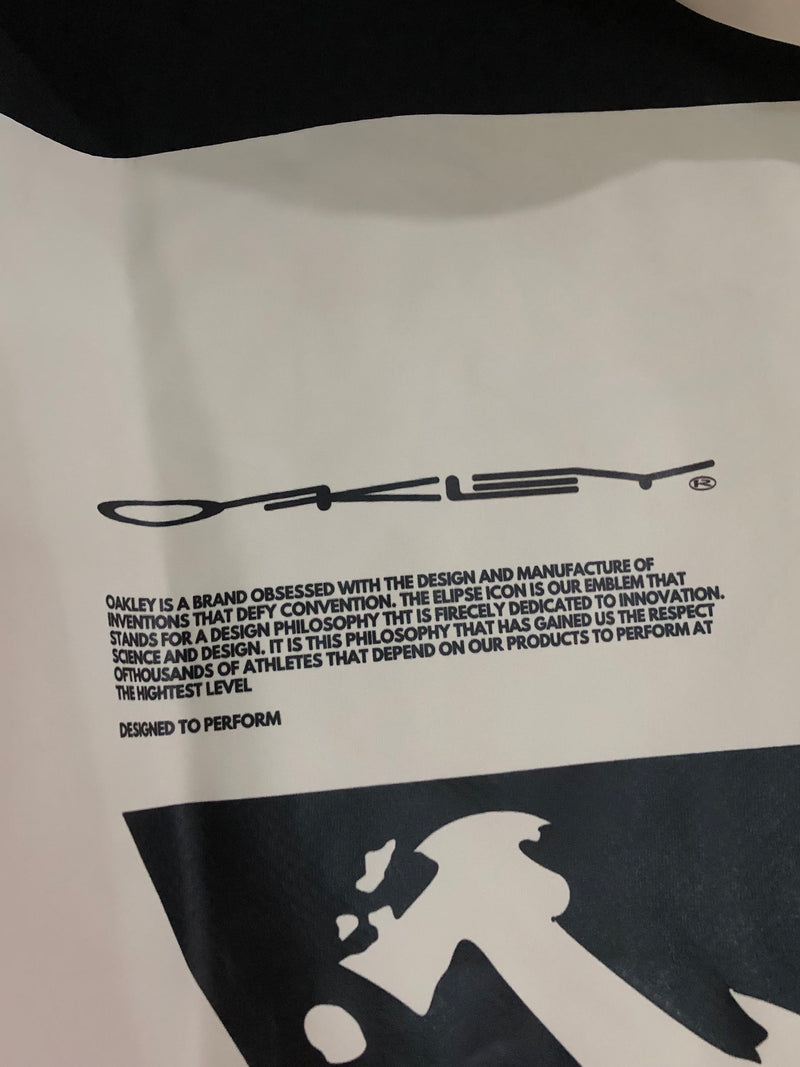 OAKLEY ®
OAKLEY IS A BRAND OBSESSED WITH THE DESIGN AND MANUFACTURE OF
INVENTIONS THAT DEFY CONVENTION. THE ELIPSE ICON IS OUR EMBLEM THAT
STANDS FOR A DESIGN PHILOSOPHY THT IS FIRECELY DEDICATED TO INNOVATION.
SCIENCE AND DESIGN. IT IS THIS PHILOSOPHY THAT HAS GAINED US THE RESPECT
OFTHOUSANDS OF ATHLETES THAT DEPEND ON OUR PRODUCTS TO PERFORM AT
THE HIGHTEST LEVEL
DESIGNED TO PERFORM